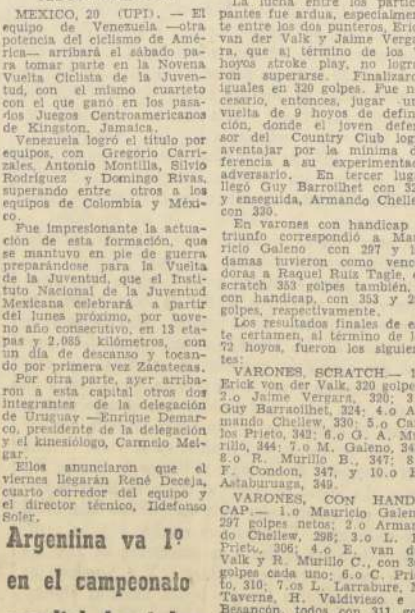 MEXICO, 20 (UPI). — El
equipo de Venezuela —otra
potencia del ciclismo de Amé-
rica— arribará el sábado pa-
ra tomar parte en la Novena
Vuelta Ciclista de la Juven-
tud, con el mismo cuarteto
con el que ganó en los pasa-
dos Juegos Centroamericanos
de Kingston, Jamaica.
Venezuela logró el título por
equipos, con Gregorio Carri-
zales, Antonio Montilla, Silvio
Rodríguez y Domingo Rivas,
superando entre otros a los
equipos de Colombia y Méxi-
co.
Fue impresionante la actua-
ción de esta formación, que
se mantuvo en pie de guerra
preparándose para la Vuelta
de la Juventud, que el Insti-
tuto Nacional de la Juventud
Mexicana celebrará a partir
del lunes próximo, por nove-
no año consecutivo, en 13 eta-
pas y 2.085 kilómetros, con
un día de descanso y tocan-
do por primera vez Zacatecas.
Por otra parte, ayer arriba-
ron a esta capital otros dos
integrantes de la delegación
de Uruguay —Enrique Demar-
co, presidente de la delegación
y el kinesiólogo, Carmelo Mel-
gar.
Ellos anunciaron que el
viernes llegarán René Deceja,
cuarto corredor del equipo y
el director técnico, Ildefonso
Soler.
Argentina va 1º
en el campeonato
La lucha entre los partici
pantes fue ardua, especialmen
te entre los dos punteros, Eric
van der Valk y Jaime Verga
ra, que al término de los
hoyos stroke play, no logra
ron superarse. Finalizar
iguales en 320 golpes. Fue n
cesario, entonces, jugar un
vuelta de 9 hoyos de defin
ción, donde el joven defen
sor del Country Club log
aventajar por la mínima d
ferencia a su experimentad
adversario. En tercer luga
llegó Guy Barroilhet con 32
y enseguida, Armando Chelle
con 330.
En varones con handicap
triunfo correspondió a Mau
ricio Galeno con 297 y l
damas tuvieron como vence
doras a Raquel Ruiz Tagle,
scratch 353 golpes también,
con handicap, con 353 y 2
golpes, respectivamente.
Los resultados finales de e
te certamen, al término de l
72 hoyos, fueron los siguien
tes:
VARONES, SCRATCH.— 1
Erick von der Valk, 320 golpe
2.o Jaime Vergara, 320; 3
Guy Barraoilhet, 324; 4.o A
mando Chellew, 330; 5.o Ca
los Prieto, 342; 6.o G. A. Mu
rillo, 344; 7.o M. Galeno, 34
8.o R. Murillo B., 347; 8
F. Condon, 347, y 10.o
Astaburuaga, 349.
VARONES, CON HANDI
CAP.— 1.o Mauricio Galen
297 golpes netos; 2.o Arman
do Chellew, 298; 3.o L.
Prieto, 306; 4.o E. van d
Valk y R. Murillo C., con 30
golpes cada uno; 6.o C. Pri
to, 310; 7.os L. Larrabure,
Taverne, H. Valdivieso e
Besançon, todos con 311